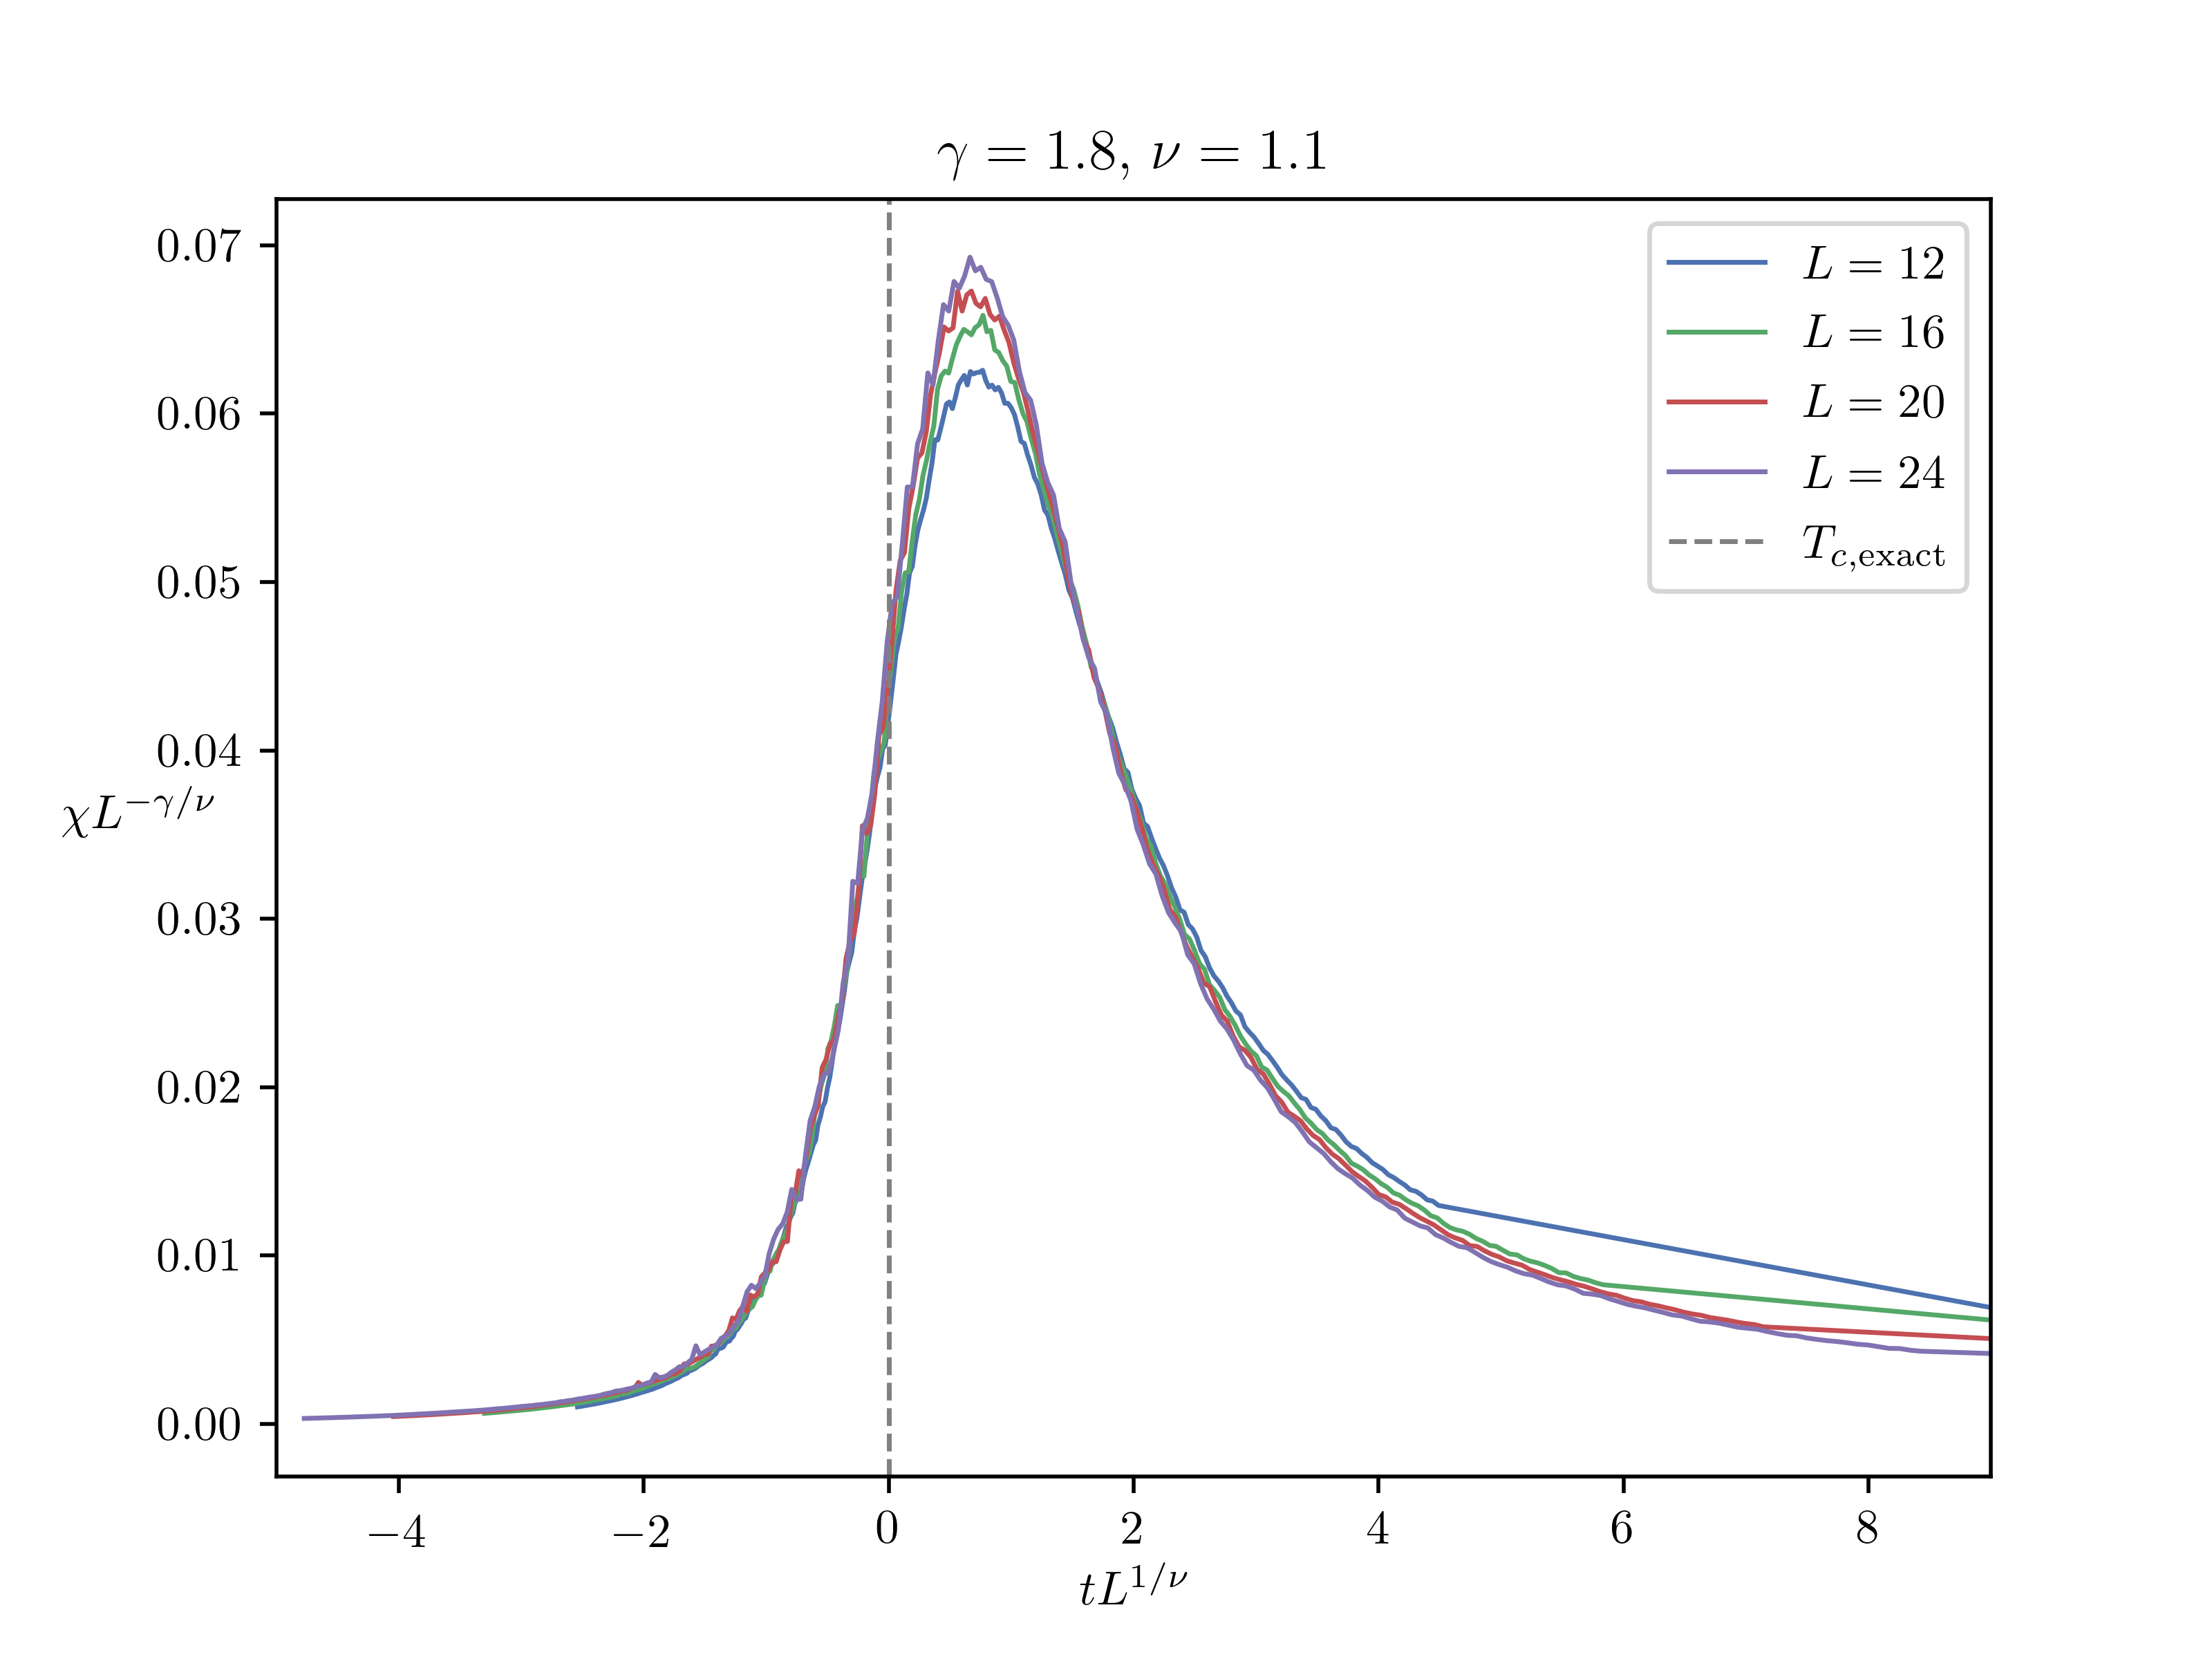 γ = 1.8, ν = 1.1
0.07
0.06
0.05
0.04
0.03
0.02
0.01
0.00
χL^{−γ/ν}
L = 12
L = 16
L = 20
L = 24
T_{c,exact}
−4 −2 0 2 4 6 8
tL^{1/ν}